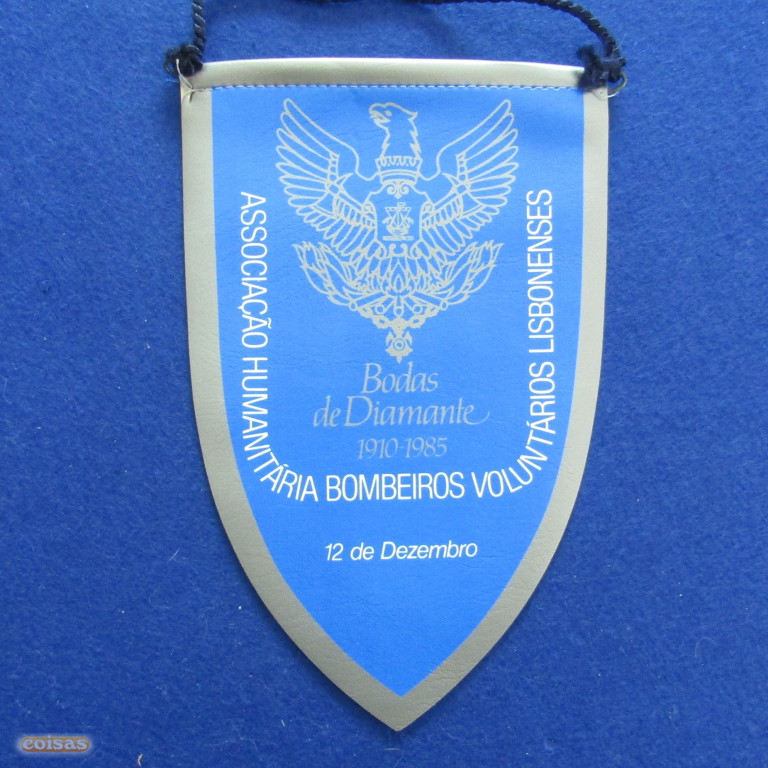 ASSOCIAÇÃO HUMANITÁRIA BOMBEIROS VOLUNTÁRIOS LISBONENSES
Bodas
de Diamante
1910-1985
12 de Dezembro
coisas